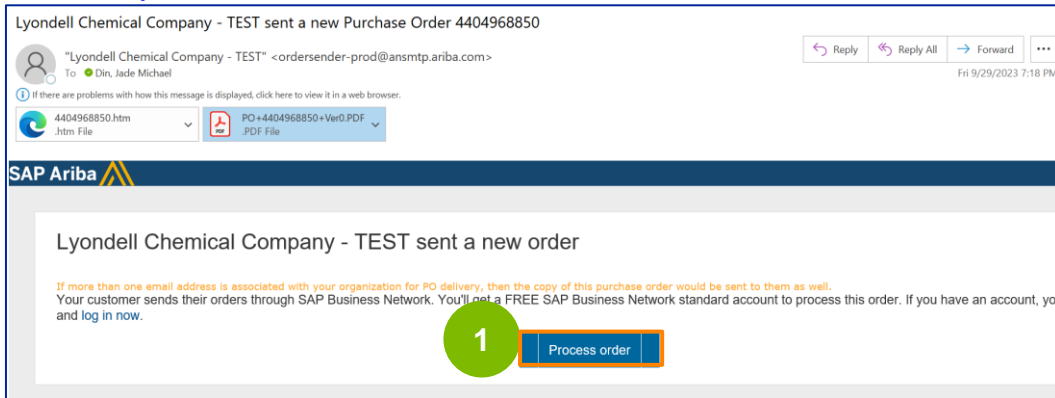 Lyondell Chemical Company - TEST sent a new Purchase Order 4404968850
"Lyondell Chemical Company - TEST" <ordersender-prod@ansmtp.ariba.com>
To Din, Jade Michael
Reply
Reply All
Forward
Fri 9/29/2023 7:18 PM
If there are problems with how this message is displayed, click here to view it in a web browser.
4404968850.htm
.htm File
PDF
PO+4404968850+Ver0.PDF
.PDF File
SAP Ariba
Lyondell Chemical Company - TEST sent a new order
If more than one email address is associated with your organization for PO delivery, then the copy of this purchase order would be sent to them as well.
Your customer sends their orders through SAP Business Network. You'll get a FREE SAP Business Network standard account to process this order. If you have an account, yo
and log in now.
1
Process order